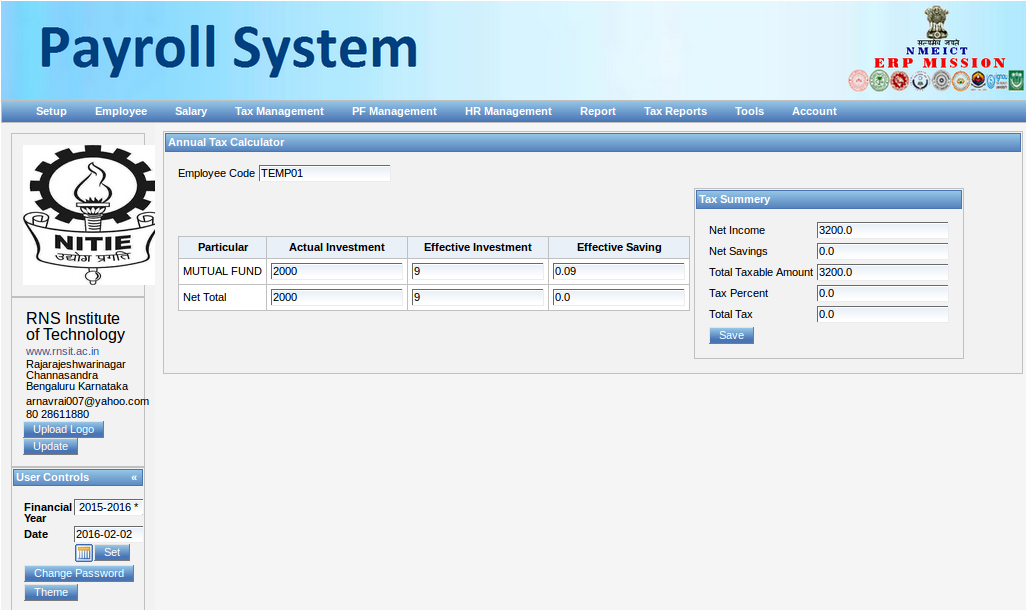 Payroll System
सत्यमेव जयते
NMEICT
ERP MISSION
Setup Employee Salary Tax Management PF Management HR Management Report Tax Reports Tools Account
NITIE
उद्योग प्रगति
RNS Institute
of Technology
www.rnsit.ac.in
Rajarajeshwarinagar
Channasandra
Bengaluru Karnataka
arnavrai007@yahoo.com
80 28611880
Upload Logo
Update
User Controls «
Financial Year 2015-2016 *
Date 2016-02-02
Set
Change Password
Theme
Annual Tax Calculator
Employee Code TEMP01
Particular Actual Investment Effective Investment Effective Saving
MUTUAL FUND 2000 9 0.09
Net Total 2000 9 0.0
Tax Summery
Net Income 3200.0
Net Savings 0.0
Total Taxable Amount 3200.0
Tax Percent 0.0
Total Tax 0.0
Save